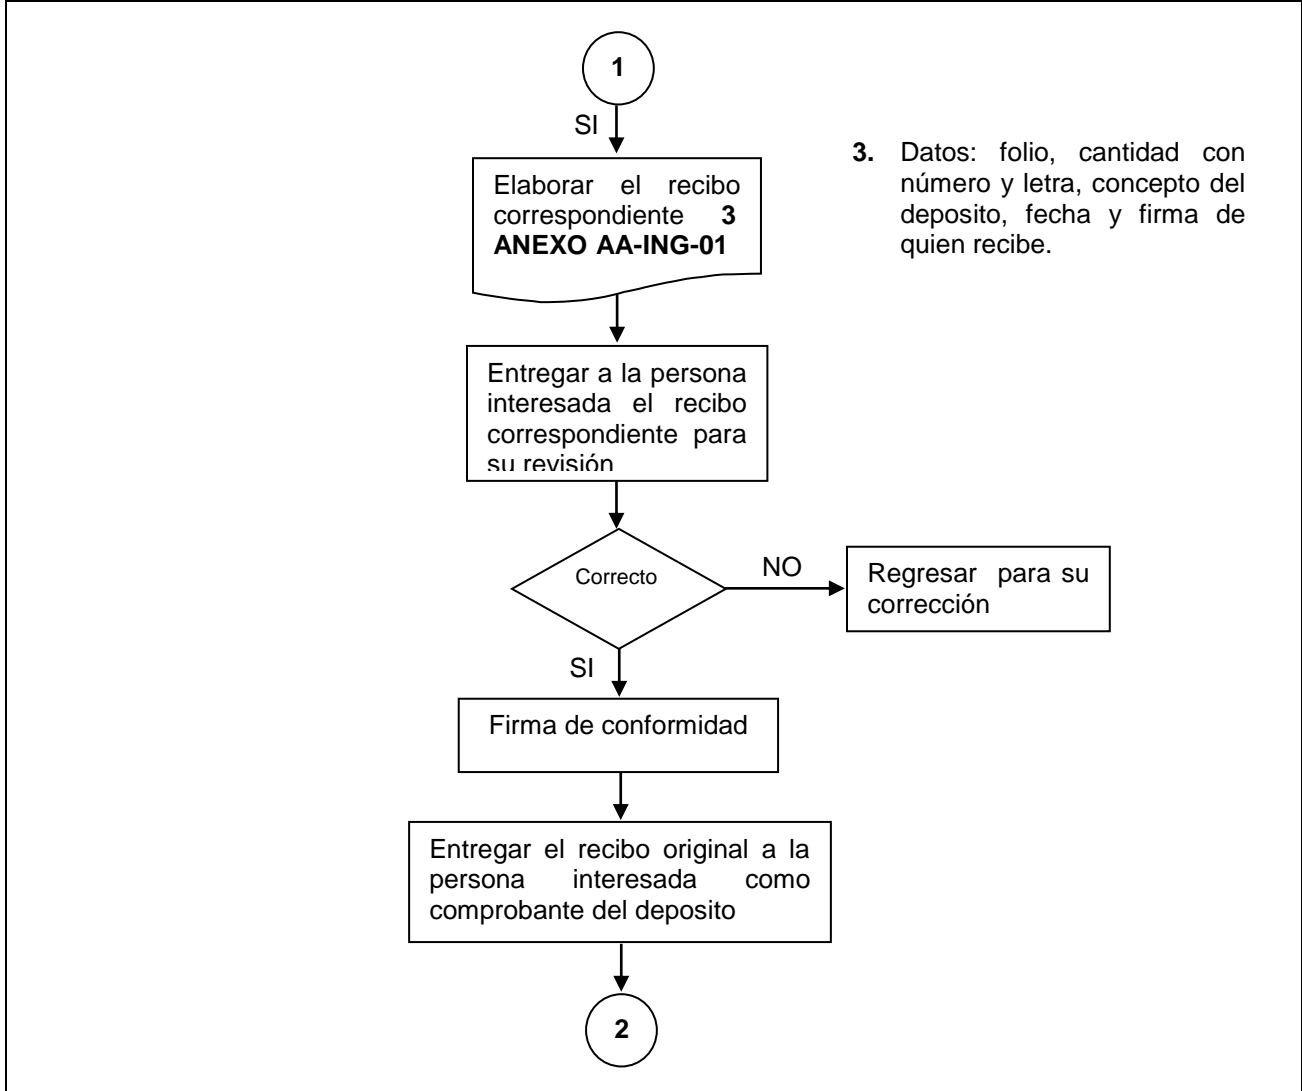 1
SI
Elaborar el recibo
correspondiente 3
ANEXO AA-ING-01
3. Datos: folio, cantidad con
número y letra, concepto del
deposito, fecha y firma de
quien recibe.
Entregar a la persona
interesada el recibo
correspondiente para
su revisión
Correcto
NO
Regresar para su
corrección
SI
Firma de conformidad
Entregar el recibo original a la
persona interesada como
comprobante del deposito
2